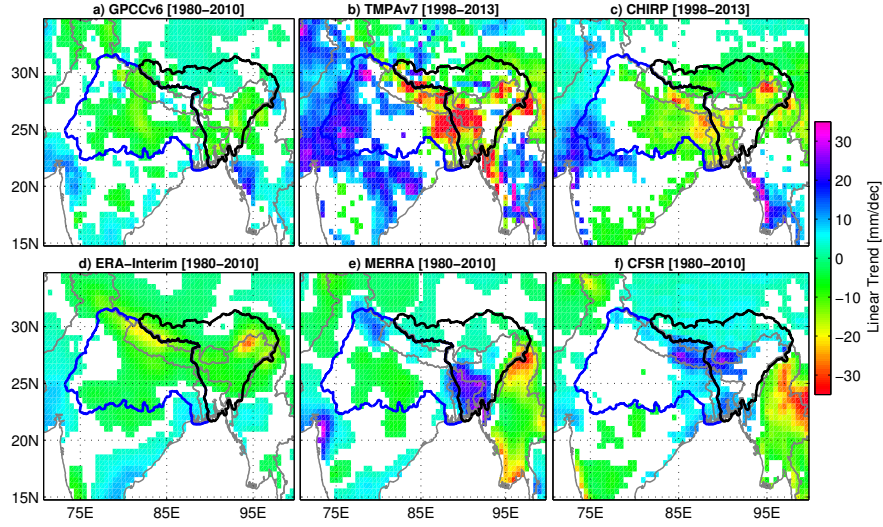 a) GPCCv6 [1980–2010]
b) TMPAv7 [1998–2013]
c) CHIRP [1998–2013]
30N
25N
20N
15N
d) ERA–Interim [1980–2010]
e) MERRA [1980–2010]
f) CFSR [1980–2010]
30N
25N
20N
15N
75E 85E 95E
75E 85E 95E
75E 85E 95E
30
20
10
0
−10
−20
−30
Linear Trend [mm/dec]